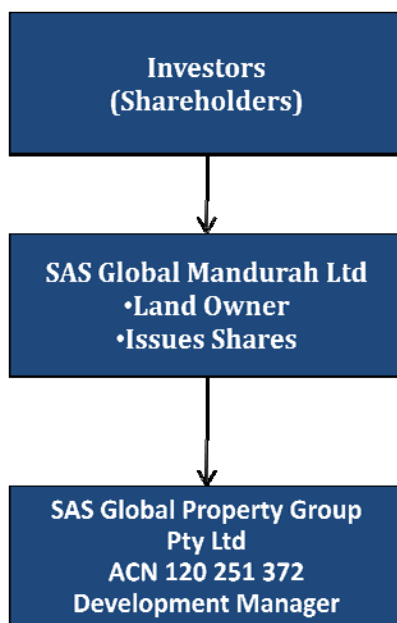 Investors
(Shareholders)
SAS Global Mandurah Ltd
•Land Owner
•Issues Shares
SAS Global Property Group
Pty Ltd
ACN 120 251 372
Development Manager